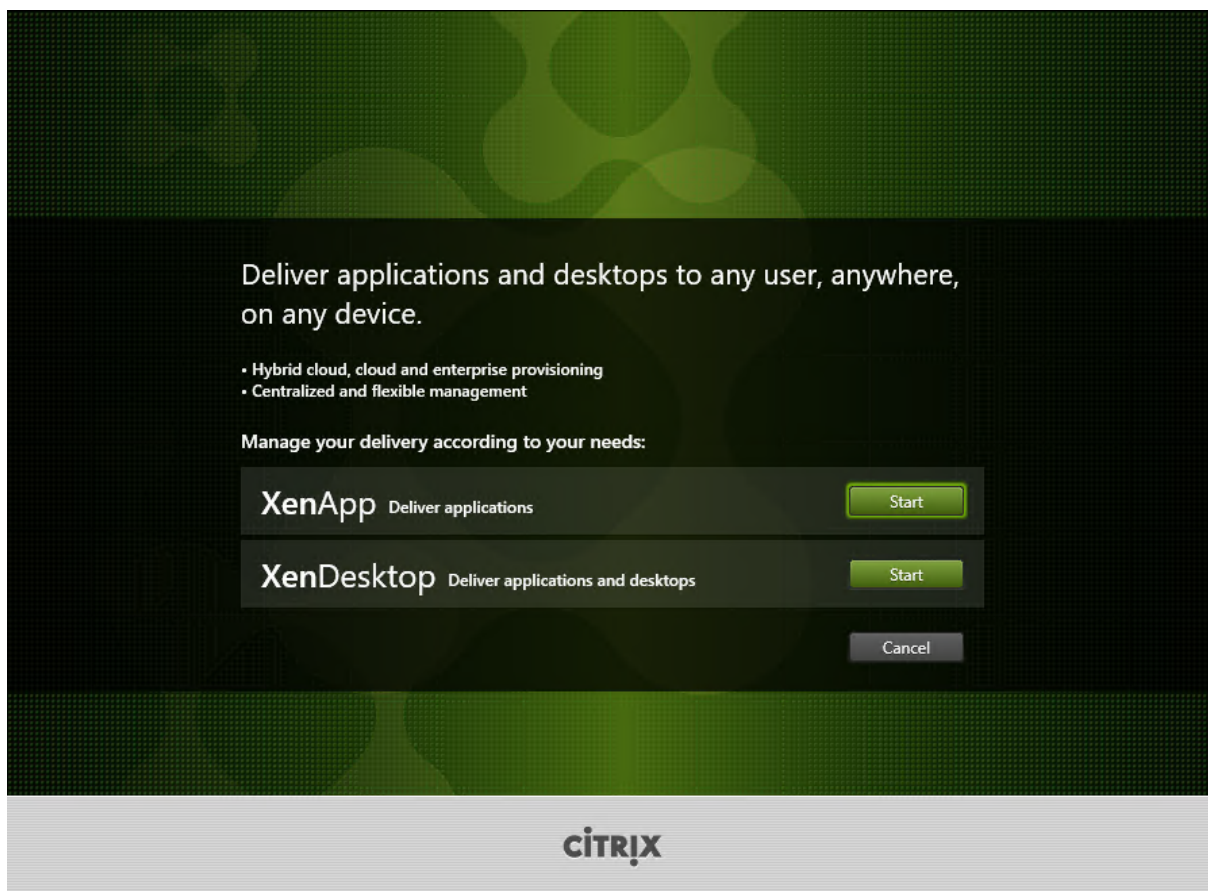 Deliver applications and desktops to any user, anywhere,
on any device.
• Hybrid cloud, cloud and enterprise provisioning
• Centralized and flexible management
Manage your delivery according to your needs:
XenApp Deliver applications Start
XenDesktop Deliver applications and desktops Start
Cancel
CİTRIX